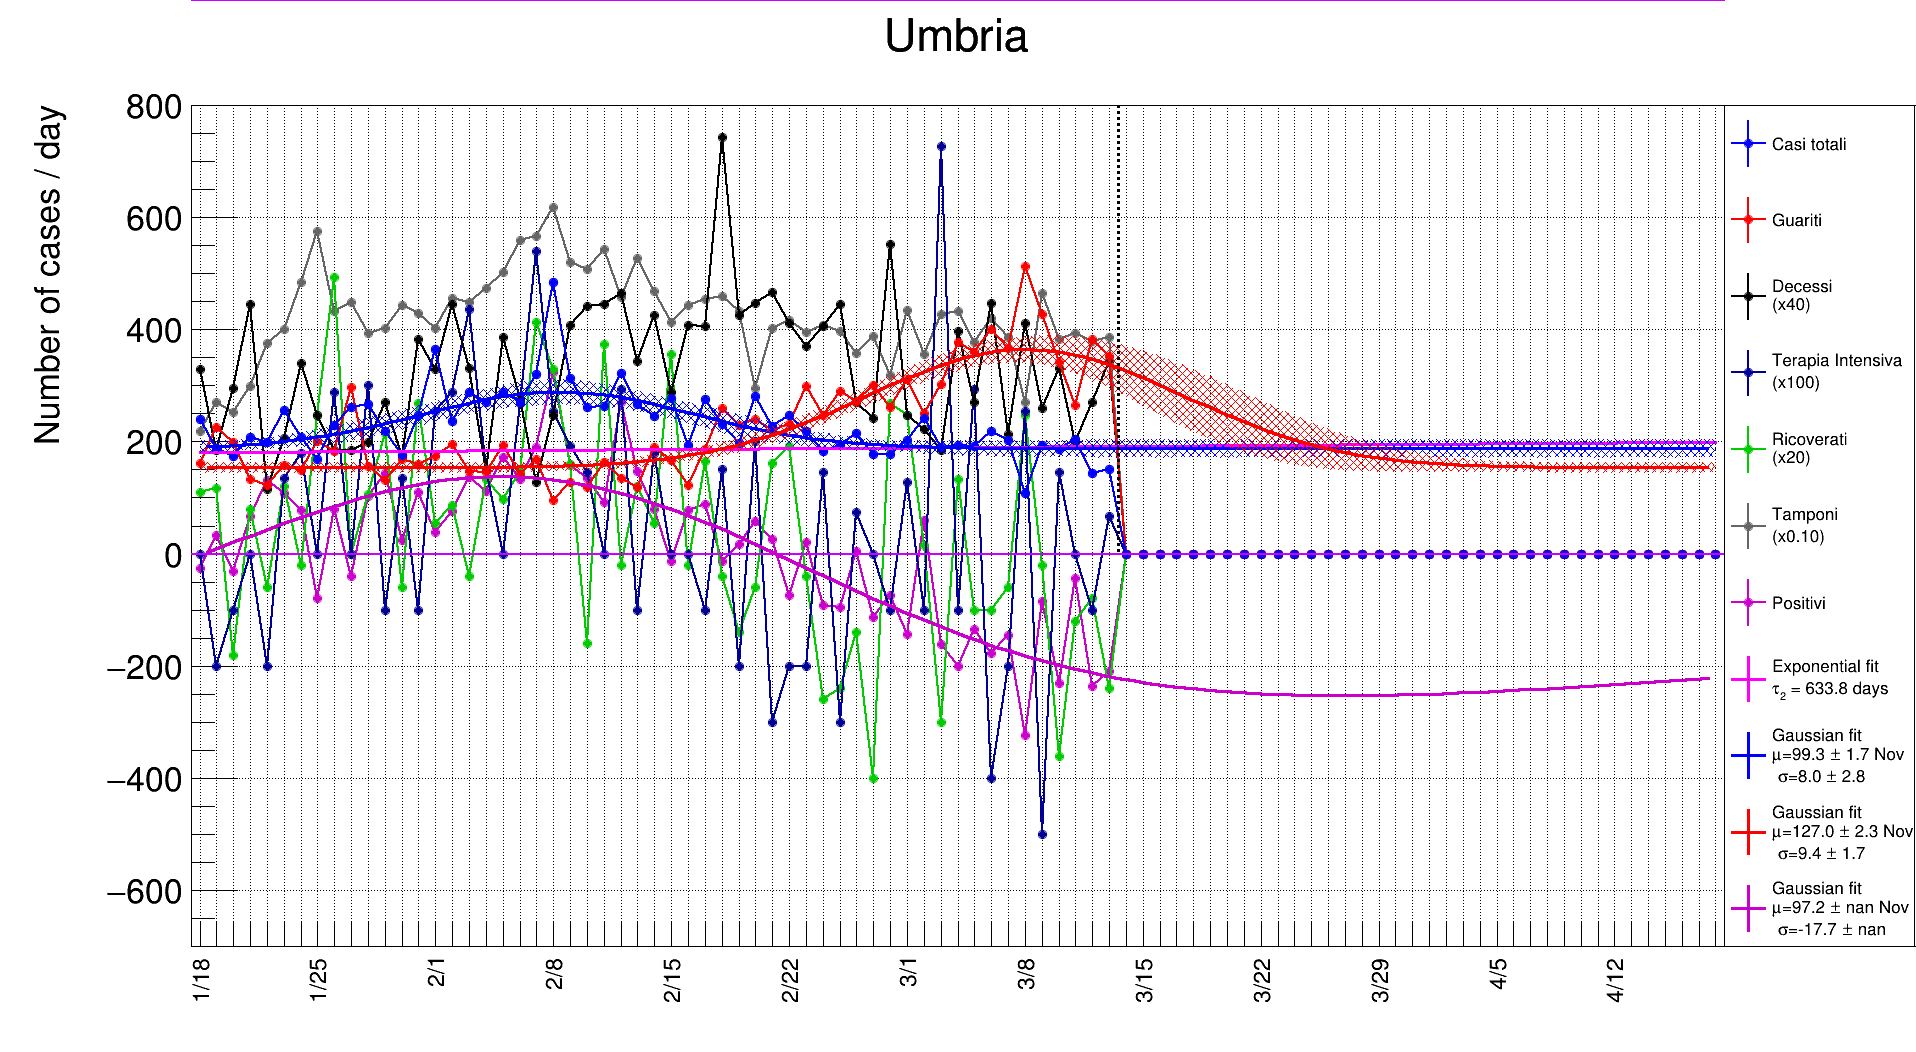 Umbria
Number of cases / day
800
600
400
200
0
−200
−400
−600
1/18
1/25
2/1
2/8
2/15
2/22
3/1
3/8
3/15
3/22
3/29
4/5
4/12
Casi totali
Guariti
Decessi
(x40)
Terapia Intensiva
(x100)
Ricoverati
(x20)
Tamponi
(x0.10)
Positivi
Exponential fit
τ2 = 633.8 days
Gaussian fit
μ=99.3 ± 1.7 Nov
σ=8.0 ± 2.8
Gaussian fit
μ=127.0 ± 2.3 Nov
σ=9.4 ± 1.7
Gaussian fit
μ=97.2 ± nan Nov
σ=-17.7 ± nan